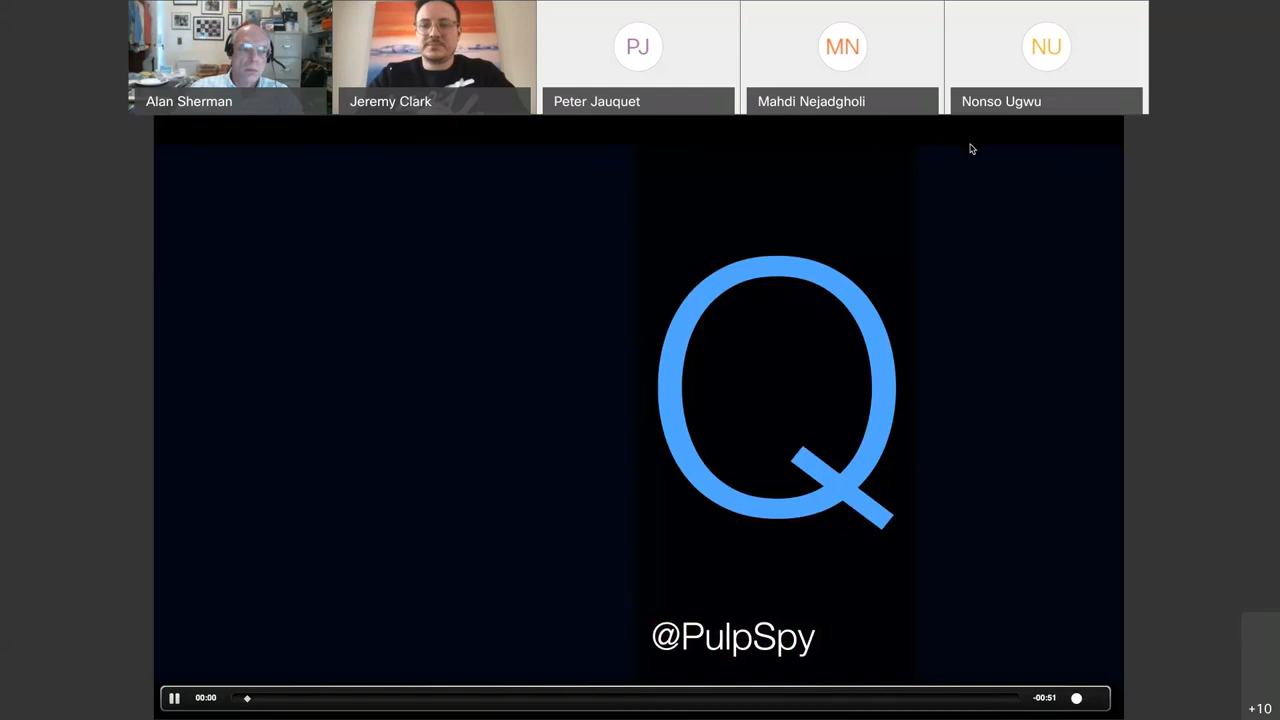 PJ
MN
NU
Alan Sherman
Jeremy Clark
Peter Jauquet
Mahdi Nejadgholi
Nonso Ugwu
Q
@PulpSpy
00:00
-00:51
+10